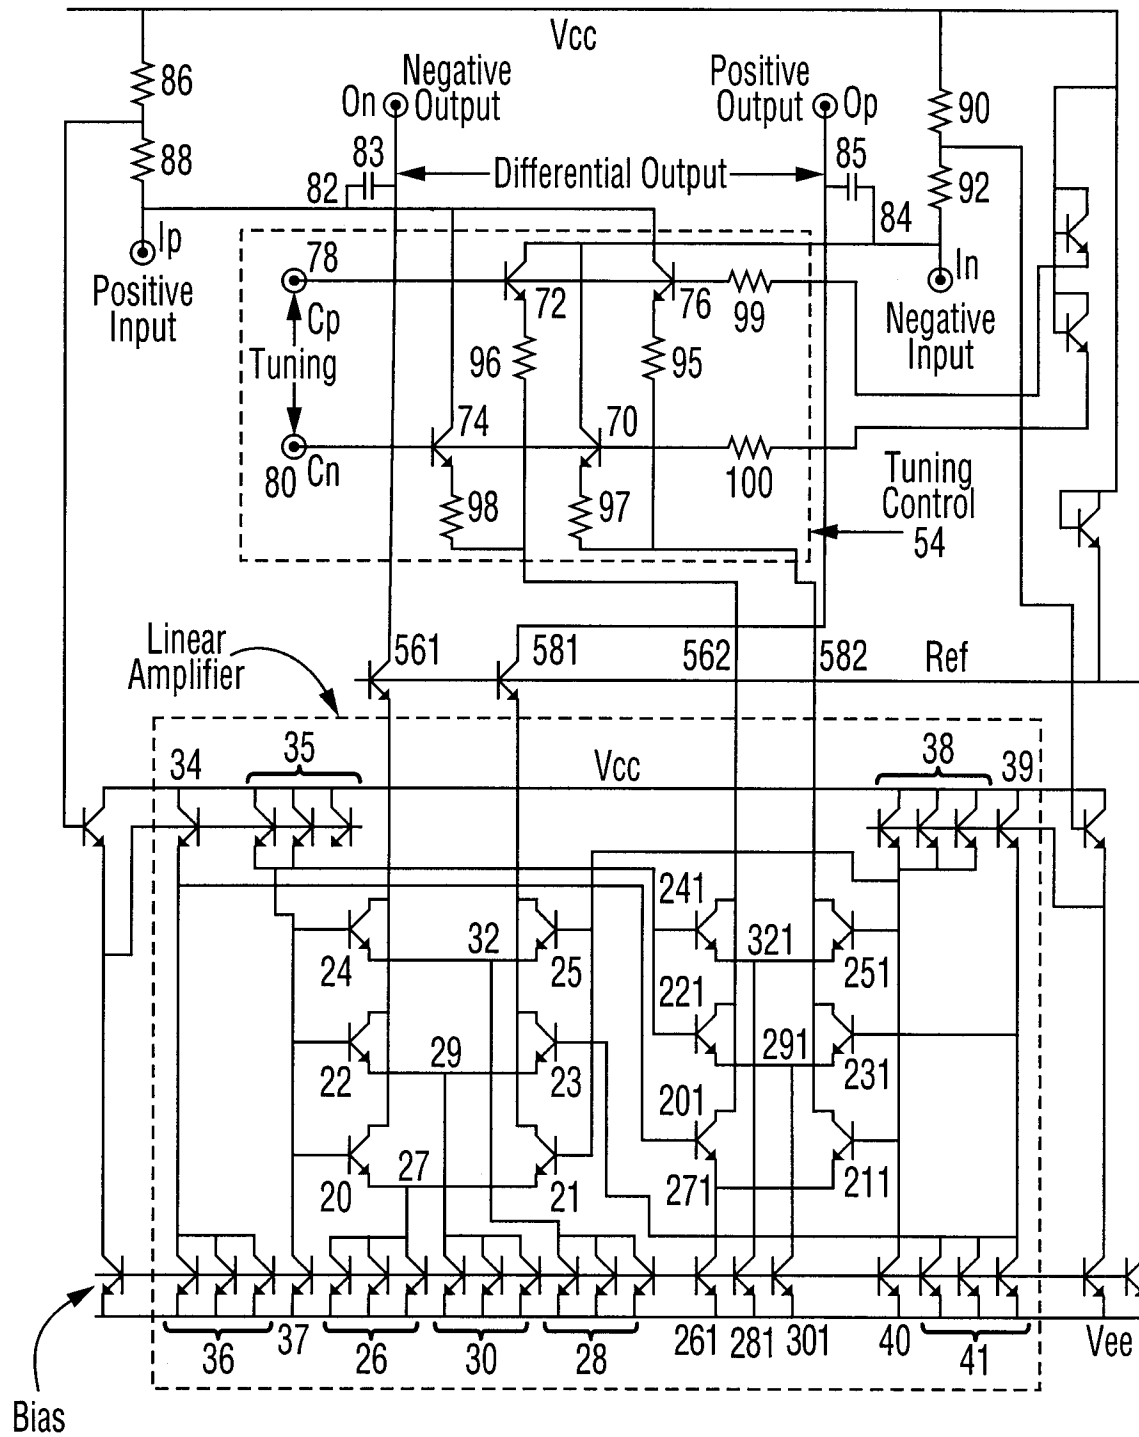 Vcc
86
88
Ip
Positive
Input
On
Negative
Output
83
82
Differential Output
Positive
Output
Op
85
84
90
92
In
Negative
Input
78
Cp
Tuning
80
Cn
72
76
99
96
95
74
70
100
98
97
Tuning
Control
54
Linear
Amplifier
561
581
562
582
Ref
34
35
Vcc
38
39
241
32
321
24
25
251
221
29
291
22
23
231
201
27
20
21
271
211
36
37
26
30
28
261
281
301
40
41
Vee
Bias